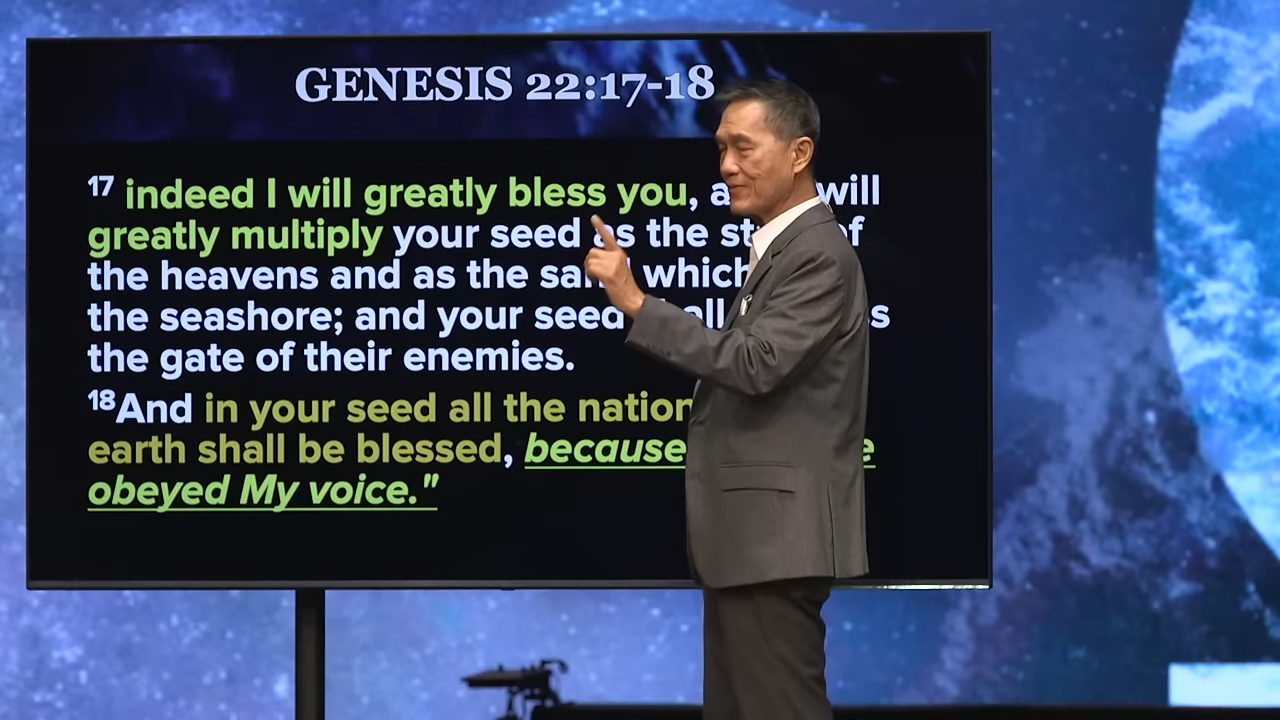 GENESIS 22:17-18
17 indeed I will greatly bless you, a will
greatly multiply your seed as the st of
the heavens and as the sa which
the seashore; and your seed all s
the gate of their enemies.
18And in your seed all the nation
earth shall be blessed, because e
obeyed My voice."